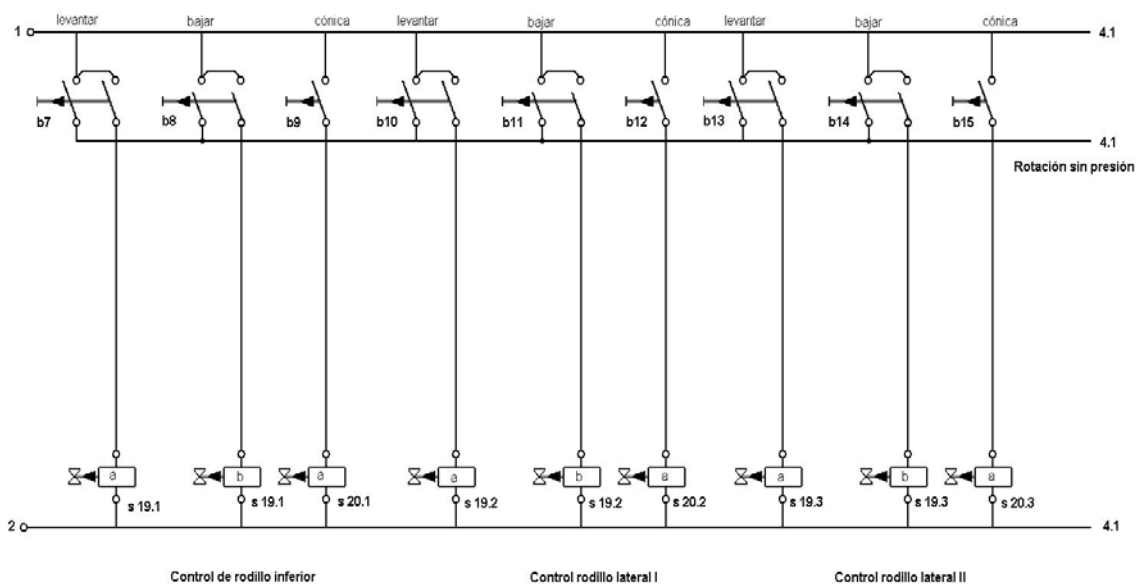 levantar bajar cónica levantar bajar cónica levantar bajar cónica
1 4.1
b7 b8 b9 b10 b11 b12 b13 b14 b15
4.1
Rotación sin presión
a b a a b a a b a
s 19.1 s 19.1 s 20.1 s 19.2 s 19.2 s 20.2 s 19.3 s 19.3 s 20.3
2 4.1
Control de rodillo inferior Control rodillo lateral I Control rodillo lateral II